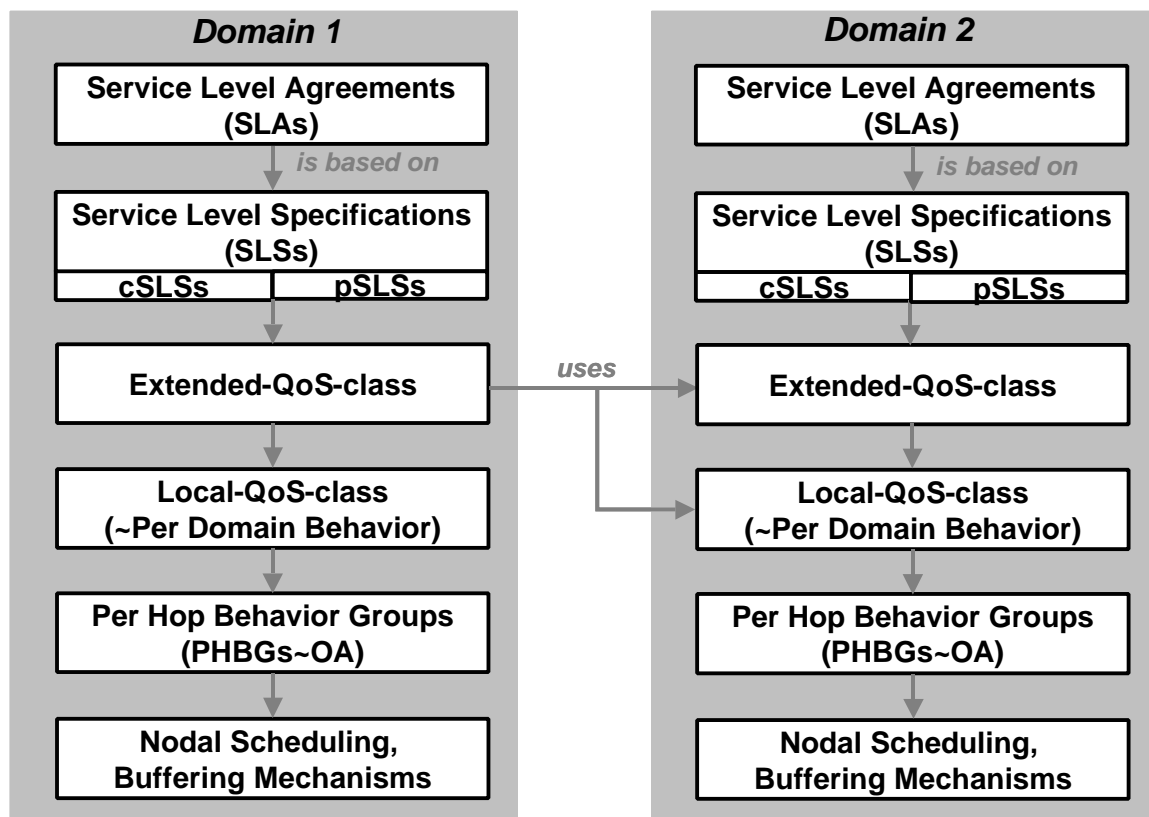 Domain 1
Service Level Agreements
(SLAs)
is based on
Service Level Specifications
(SLSs)
cSLSs
pSLSs
Extended-QoS-class
Local-QoS-class
(~Per Domain Behavior)
Per Hop Behavior Groups
(PHBGs~OA)
Nodal Scheduling,
Buffering Mechanisms
uses
Domain 2
Service Level Agreements
(SLAs)
is based on
Service Level Specifications
(SLSs)
cSLSs
pSLSs
Extended-QoS-class
Local-QoS-class
(~Per Domain Behavior)
Per Hop Behavior Groups
(PHBGs~OA)
Nodal Scheduling,
Buffering Mechanisms